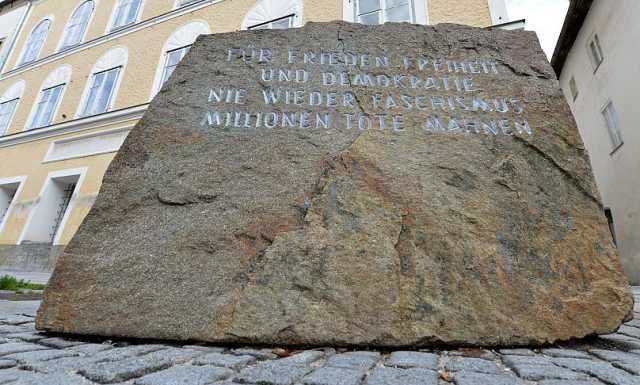 FÜR FRIEDEN FREIHEIT
UND DEMOKRATIE
NIE WIEDER FASCHISMUS
MILLIONEN TOTE MAHNEN